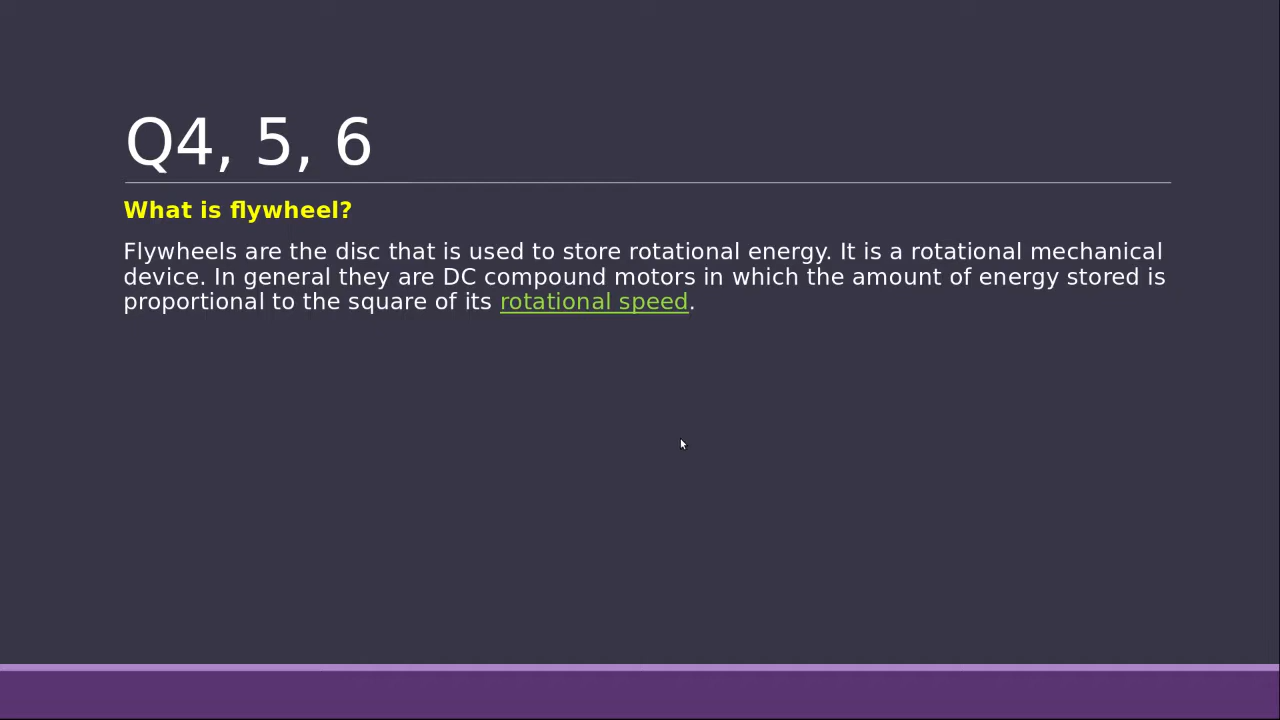 Q4, 5, 6
What is flywheel?
Flywheels are the disc that is used to store rotational energy. It is a rotational mechanical
device. In general they are DC compound motors in which the amount of energy stored is
proportional to the square of its rotational speed.